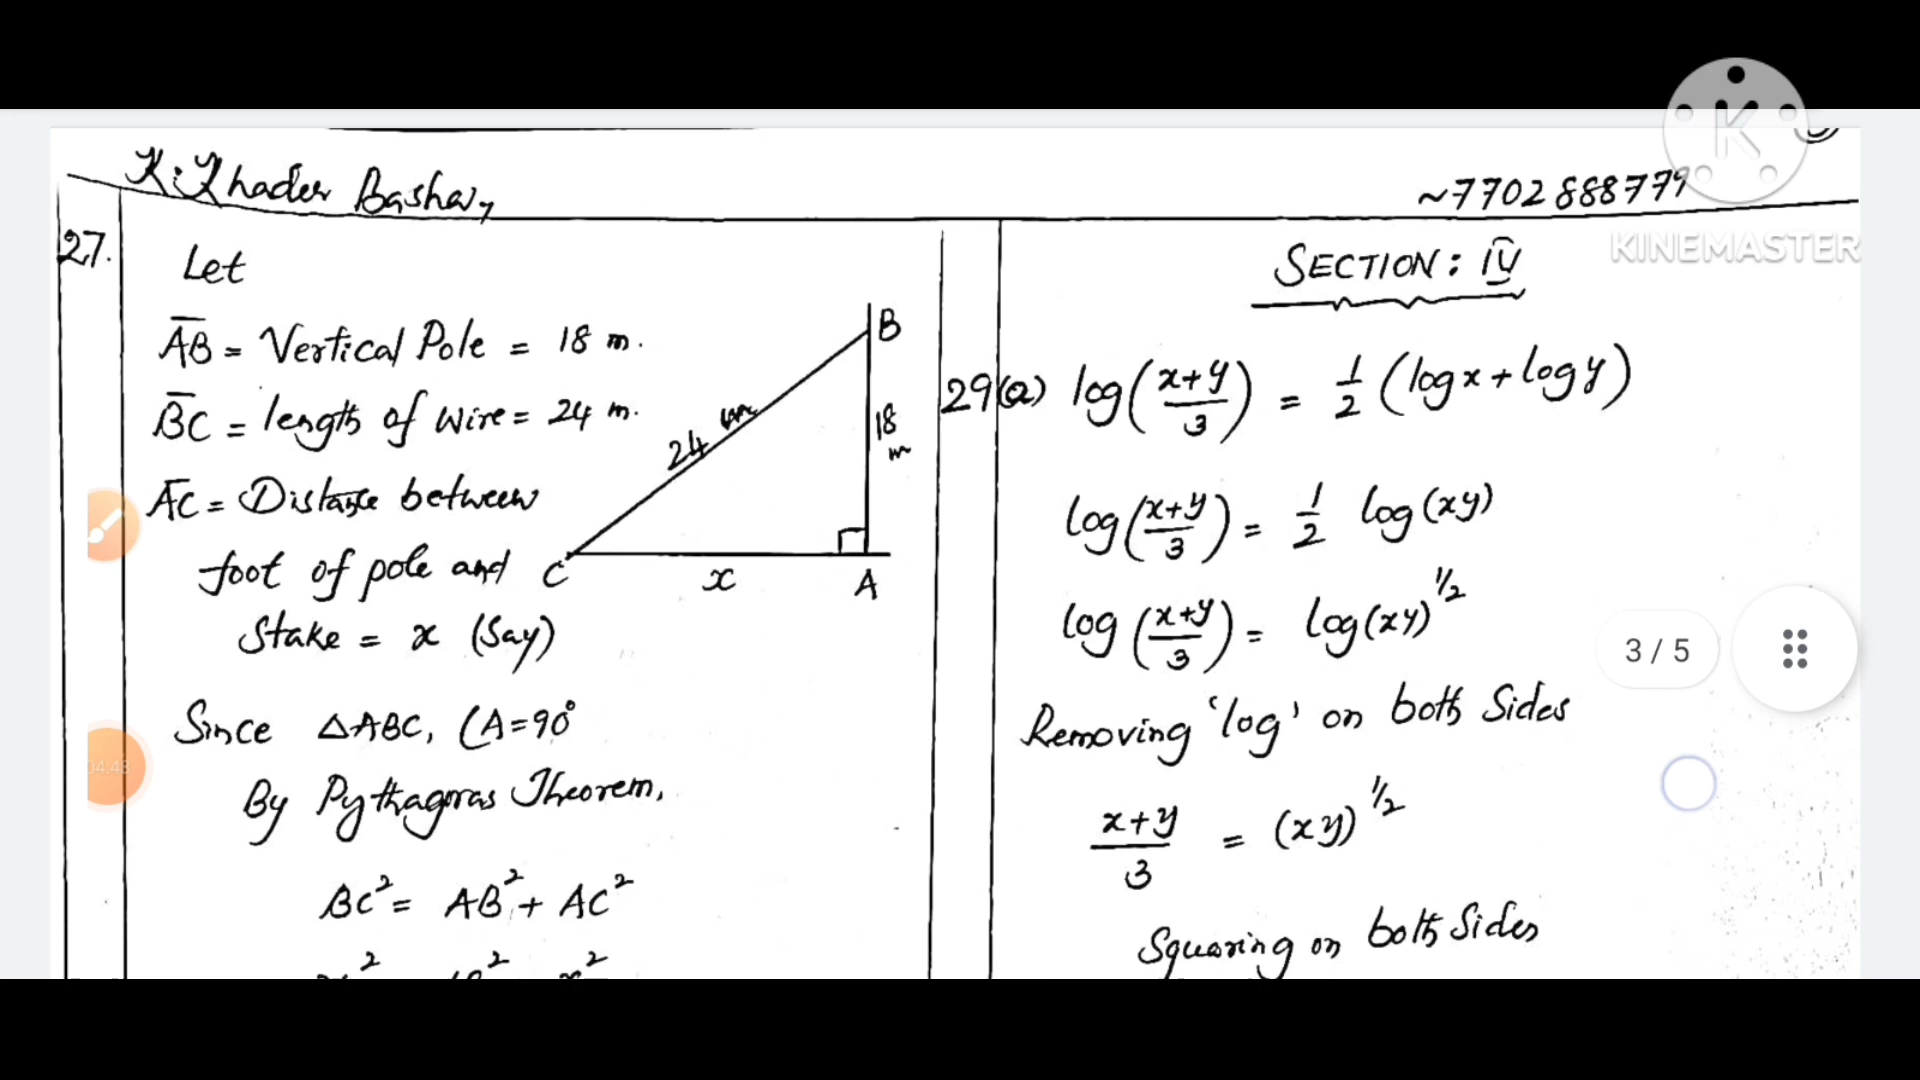 K. Khader Basha,
~7702888779
KINEMASTER
27.
Let
AB = Vertical Pole = 18 m.
BC = length of wire = 24 m.
AC = Distance between
foot of pole and
Stake = x (Say)
B
24 m
18
m
C
x
A
Since △ABC, ∠A=90°
By Pythagoras Theorem,
BC² = AB² + AC²
SECTION: IV
29(a) log((x+y)/3) = 1/2 (log x + log y)
log((x+y)/3) = 1/2 log(xy)
log((x+y)/3) = log(xy)^1/2
Removing 'log' on both sides
(x+y)/3 = (xy)^1/2
Squaring on both sides
3 / 5
04:43